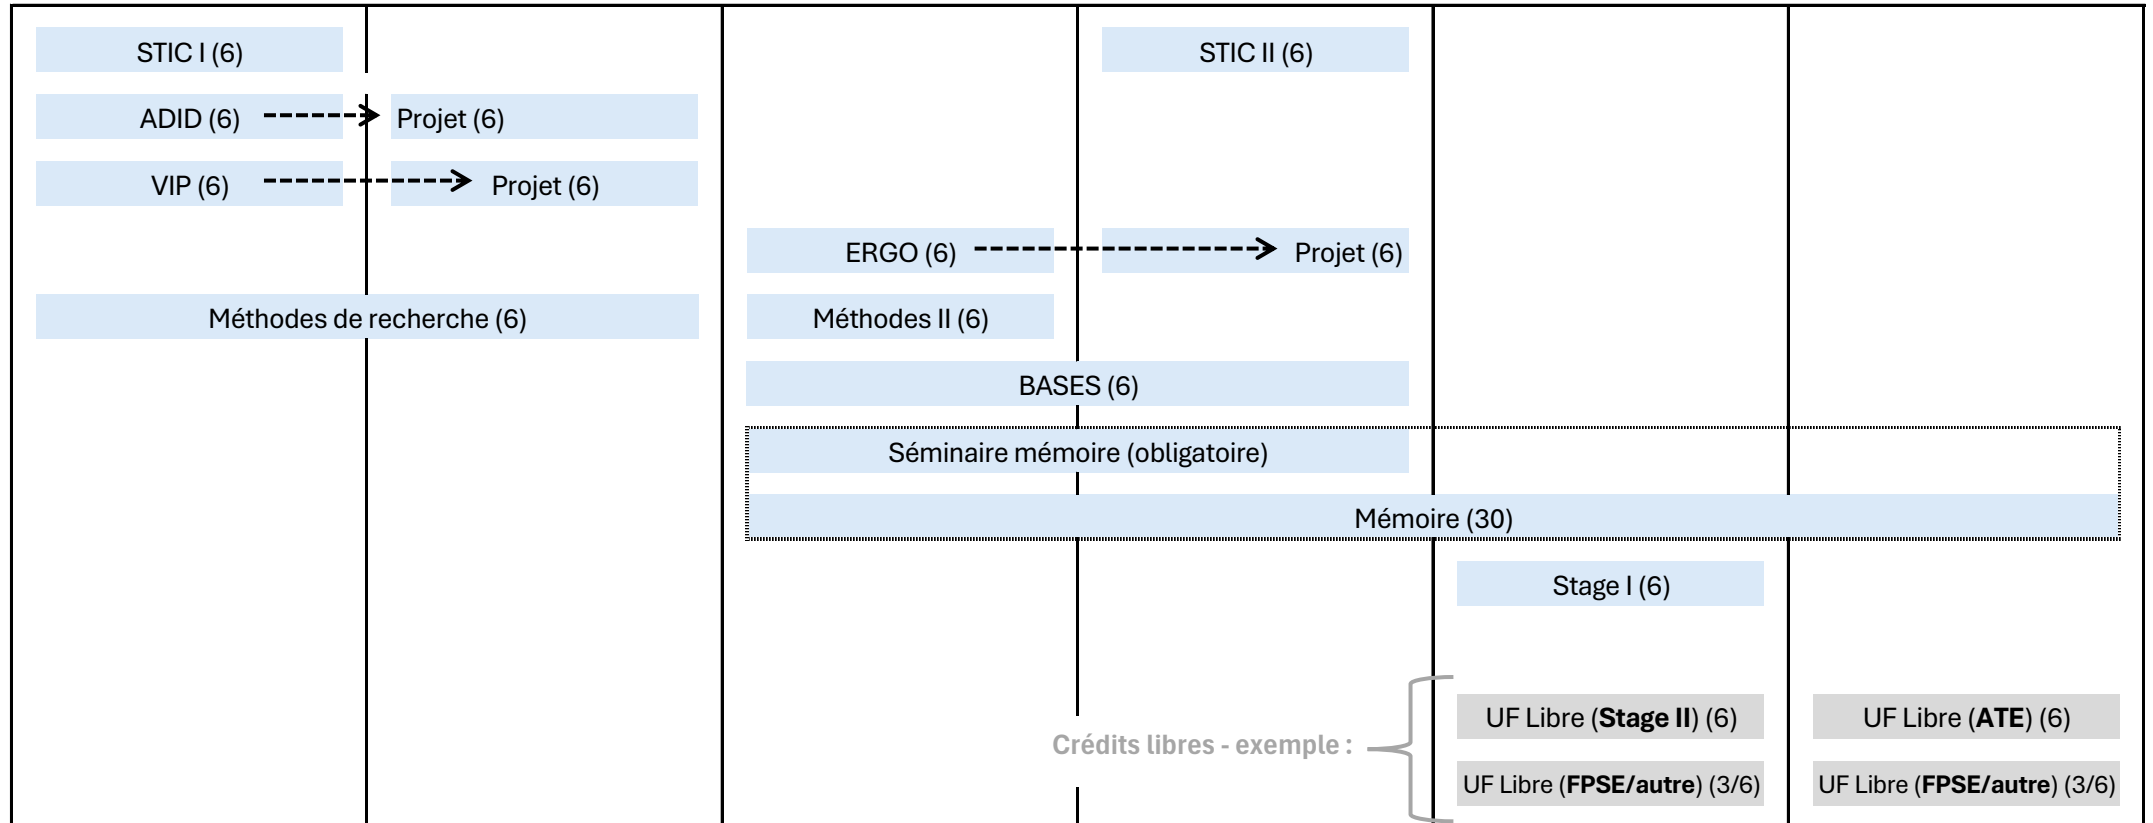 STIC I (6)
STIC II (6)
ADID (6)
Projet (6)
VIP (6)
Projet (6)
ERGO (6)
Projet (6)
Méthodes de recherche (6)
Méthodes II (6)
BASES (6)
Séminaire mémoire (obligatoire)
Mémoire (30)
Stage I (6)
UF Libre (Stage II) (6)
UF Libre (ATE) (6)
Crédits libres - exemple :
UF Libre (FPSE/autre) (3/6)
UF Libre (FPSE/autre) (3/6)